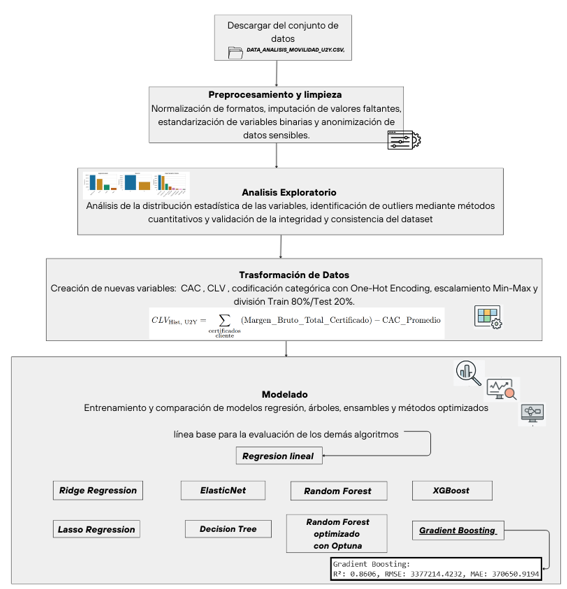 Descargar del conjunto de
datos
DATA_ANALISIS_MOVILIDAD_U2Y.CSV,
Preprocesamiento y limpieza
Normalización de formatos, imputación de valores faltantes,
estandarización de variables binarias y anonimización de
datos sensibles.
Analisis Exploratorio
Análisis de la distribución estadística de las variables, identificación de outliers mediante métodos
cuantitativos y validación de la integridad y consistencia del dataset
Trasformación de Datos
Creación de nuevas variables: CAC , CLV , codificación categórica con One-Hot Encoding, escalamiento Min-Max y
división Train 80%/Test 20%.
CLV Hist, U2Y = ∑ (Margen_Bruto_Total_Certificado) − CAC_Promedio
certificados
cliente
Modelado
Entrenamiento y comparación de modelos regresión, árboles, ensambles y métodos optimizados
línea base para la evaluación de los demás algoritmos
Regresion lineal
Ridge Regression
ElasticNet
Random Forest
XGBoost
Lasso Regression
Decision Tree
Random Forest
optimizado
con Optuna
Gradient Boosting
Gradient Boosting:
R²: 0.8606, RMSE: 3377214.4232, MAE: 370650.9194